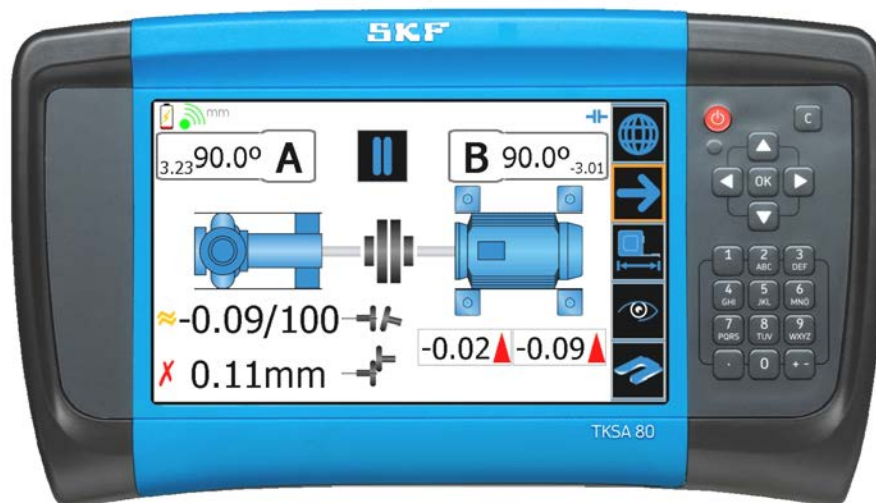 SKF
mm
3.23 90.0º A
B 90.0º -3.01
-0.09/100
0.11mm
-0.02 -0.09
TKSA 80
C
OK
1 2 ABC 3 DEF
4 GHI 5 JKL 6 MNO
7 PQRS 8 TUV 9 WXYZ
. 0 + -